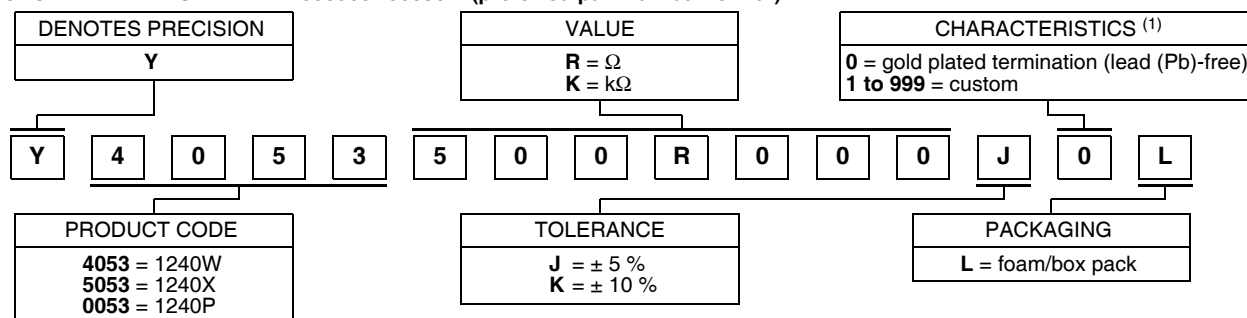 DENOTES PRECISION
Y
VALUE
R = Ω
K = kΩ
CHARACTERISTICS (1)
0 = gold plated termination (lead (Pb)-free)
1 to 999 = custom
Y 4 0 5 3 5 0 0 R 0 0 0 J 0 L
PRODUCT CODE
4053 = 1240W
5053 = 1240X
0053 = 1240P
TOLERANCE
J = ± 5 %
K = ± 10 %
PACKAGING
L = foam/box pack